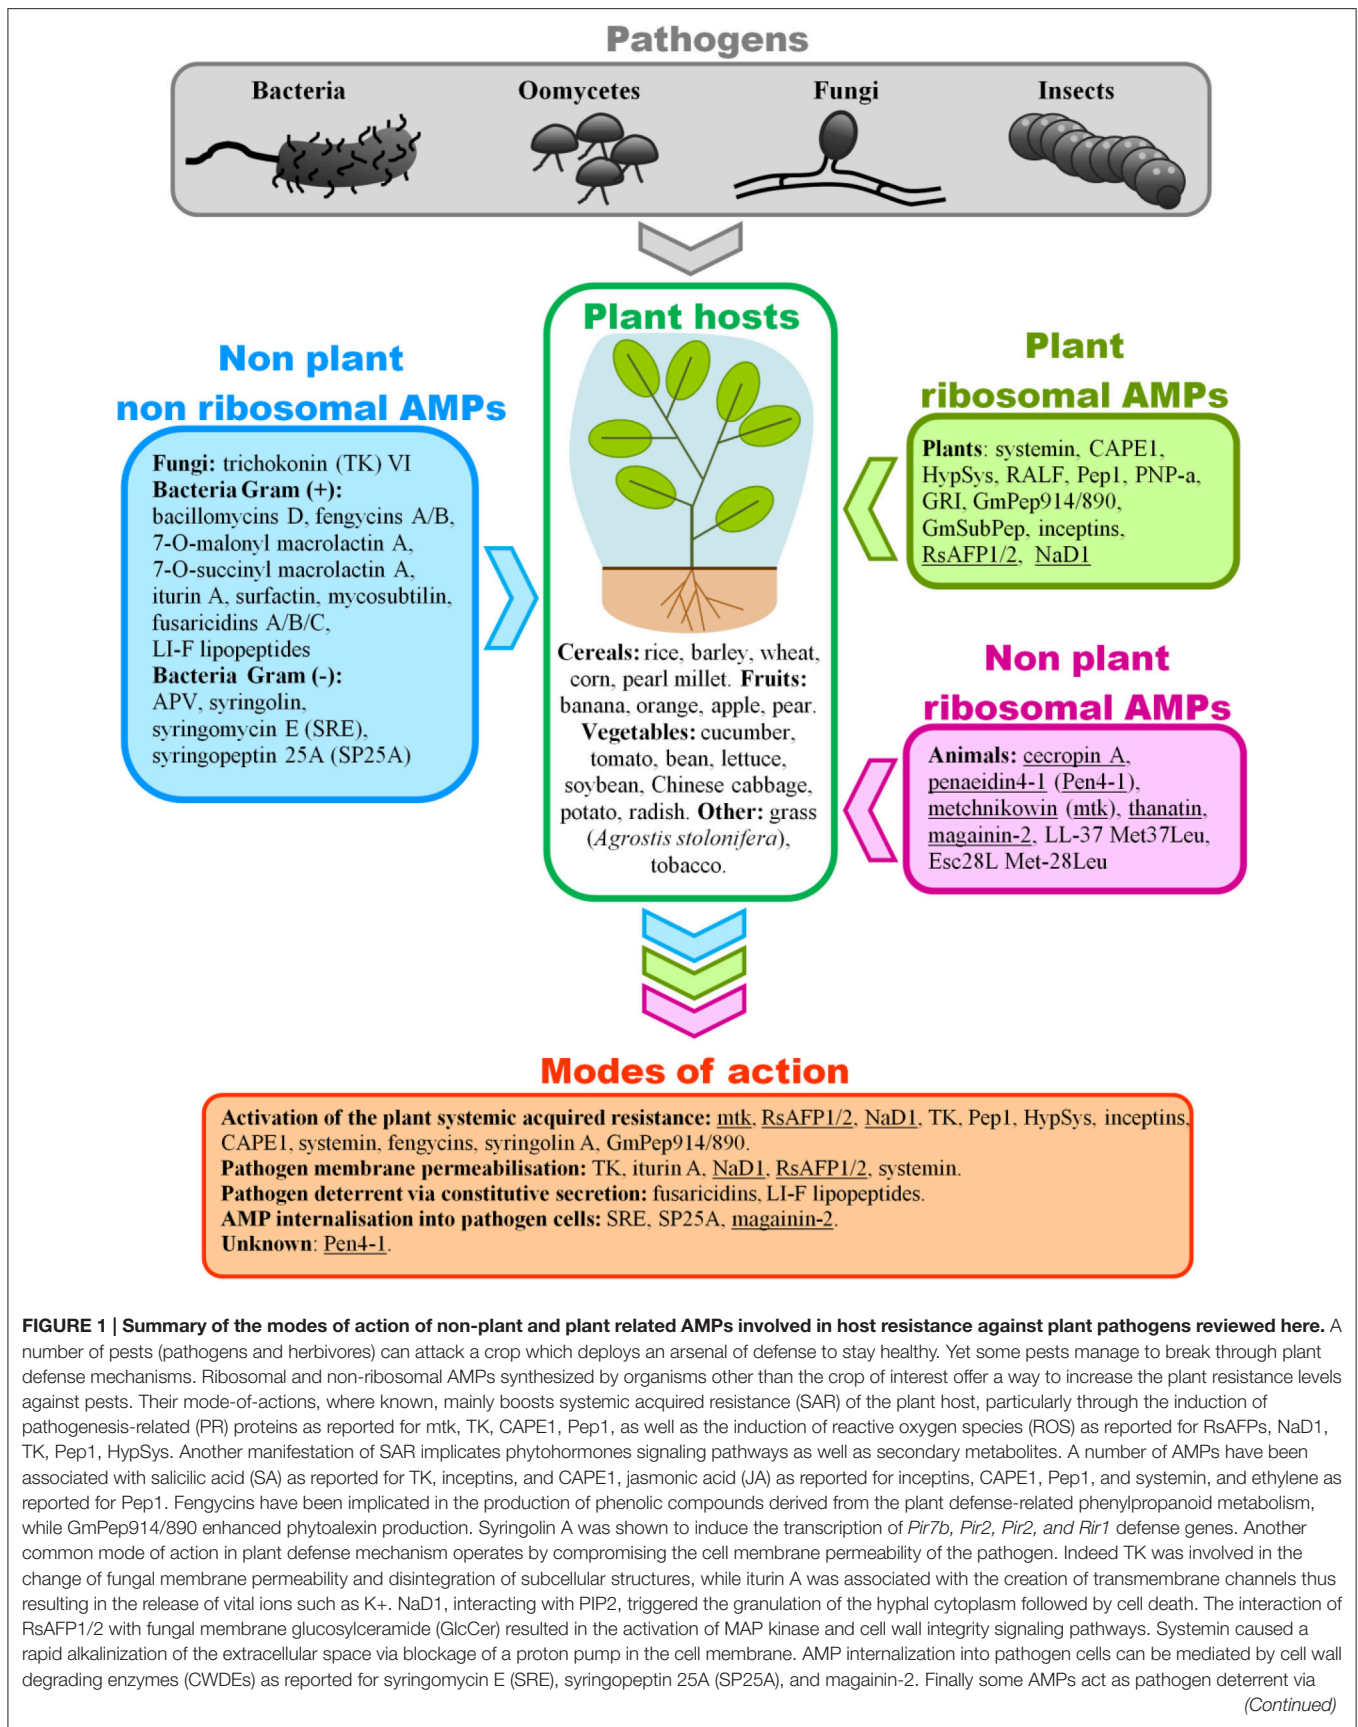 Pathogens
Bacteria
Oomycetes
Fungi
Insects
Plant hosts
Non plant
non ribosomal AMPs
Fungi: trichokonin (TK) VI
Bacteria Gram (+):
bacillomycins D, fengycins A/B,
7-O-malonyl macrolactin A,
7-O-succinyl macrolactin A,
iturin A, surfactin, mycosubtilin,
fusaricidins A/B/C,
LI-F lipopeptides
Bacteria Gram (-):
APV, syringolin,
syringomycin E (SRE),
syringopeptin 25A (SP25A)
Cereals: rice, barley, wheat,
corn, pearl millet. Fruits:
banana, orange, apple, pear.
Vegetables: cucumber,
tomato, bean, lettuce,
soybean, Chinese cabbage,
potato, radish. Other: grass
(Agrostis stolonifera),
tobacco.
Plant
ribosomal AMPs
Plants: systemin, CAPE1,
HypSys, RALF, Pep1, PNP-a,
GRI, GmPep914/890,
GmSubPep, inceptins,
RsAFP1/2, NaD1
Non plant
ribosomal AMPs
Animals: cecropin A,
penaeidin4-1 (Pen4-1),
metchnikowin (mtk), thanatin,
magainin-2, LL-37 Met37Leu,
Esc28L Met-28Leu
Modes of action
Activation of the plant systemic acquired resistance: mtk, RsAFP1/2, NaD1, TK, Pep1, HypSys, inceptins,
CAPE1, systemin, fengycins, syringolin A, GmPep914/890.
Pathogen membrane permeabilisation: TK, iturin A, NaD1, RsAFP1/2, systemin.
Pathogen deterrent via constitutive secretion: fusaricidins, LI-F lipopeptides.
AMP internalisation into pathogen cells: SRE, SP25A, magainin-2.
Unknown: Pen4-1.
FIGURE 1 | Summary of the modes of action of non-plant and plant related AMPs involved in host resistance against plant pathogens reviewed here. A
number of pests (pathogens and herbivores) can attack a crop which deploys an arsenal of defense to stay healthy. Yet some pests manage to break through plant
defense mechanisms. Ribosomal and non-ribosomal AMPs synthesized by organisms other than the crop of interest offer a way to increase the plant resistance levels
against pests. Their mode-of-actions, where known, mainly boosts systemic acquired resistance (SAR) of the plant host, particularly through the induction of
pathogenesis-related (PR) proteins as reported for mtk, TK, CAPE1, Pep1, as well as the induction of reactive oxygen species (ROS) as reported for RsAFPs, NaD1,
TK, Pep1, HypSys. Another manifestation of SAR implicates phytohormones signaling pathways as well as secondary metabolites. A number of AMPs have been
associated with salicilic acid (SA) as reported for TK, inceptins, and CAPE1, jasmonic acid (JA) as reported for inceptins, CAPE1, Pep1, and systemin, and ethylene as
reported for Pep1. Fengycins have been implicated in the production of phenolic compounds derived from the plant defense-related phenylpropanoid metabolism,
while GmPep914/890 enhanced phytoalexin production. Syringolin A was shown to induce the transcription of Pir7b, Pir2, Pir2, and Rir1 defense genes. Another
common mode of action in plant defense mechanism operates by compromising the cell membrane permeability of the pathogen. Indeed TK was involved in the
change of fungal membrane permeability and disintegration of subcellular structures, while iturin A was associated with the creation of transmembrane channels thus
resulting in the release of vital ions such as K+. NaD1, interacting with PIP2, triggered the granulation of the hyphal cytoplasm followed by cell death. The interaction of
RsAFP1/2 with fungal membrane glucosylceramide (GlcCer) resulted in the activation of MAP kinase and cell wall integrity signaling pathways. Systemin caused a
rapid alkalinization of the extracellular space via blockage of a proton pump in the cell membrane. AMP internalization into pathogen cells can be mediated by cell wall
degrading enzymes (CWDEs) as reported for syringomycin E (SRE), syringopeptin 25A (SP25A), and magainin-2. Finally some AMPs act as pathogen deterrent via
(Continued)